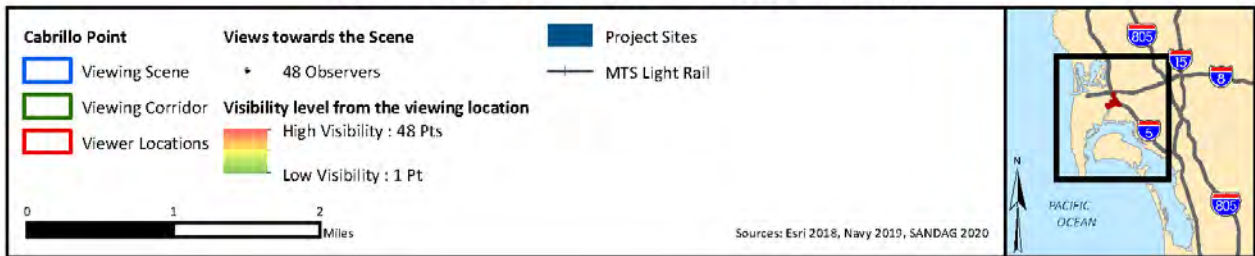 Cabrillo Point
Viewing Scene
Viewing Corridor
Viewer Locations
Views towards the Scene
48 Observers
Visibility level from the viewing location
High Visibility : 48 Pts
Low Visibility : 1 Pt
Project Sites
MTS Light Rail
0 1 2
Miles
Sources: Esri 2018, Navy 2019, SANDAG 2020
805
15
8
5
N
PACIFIC
OCEAN
805